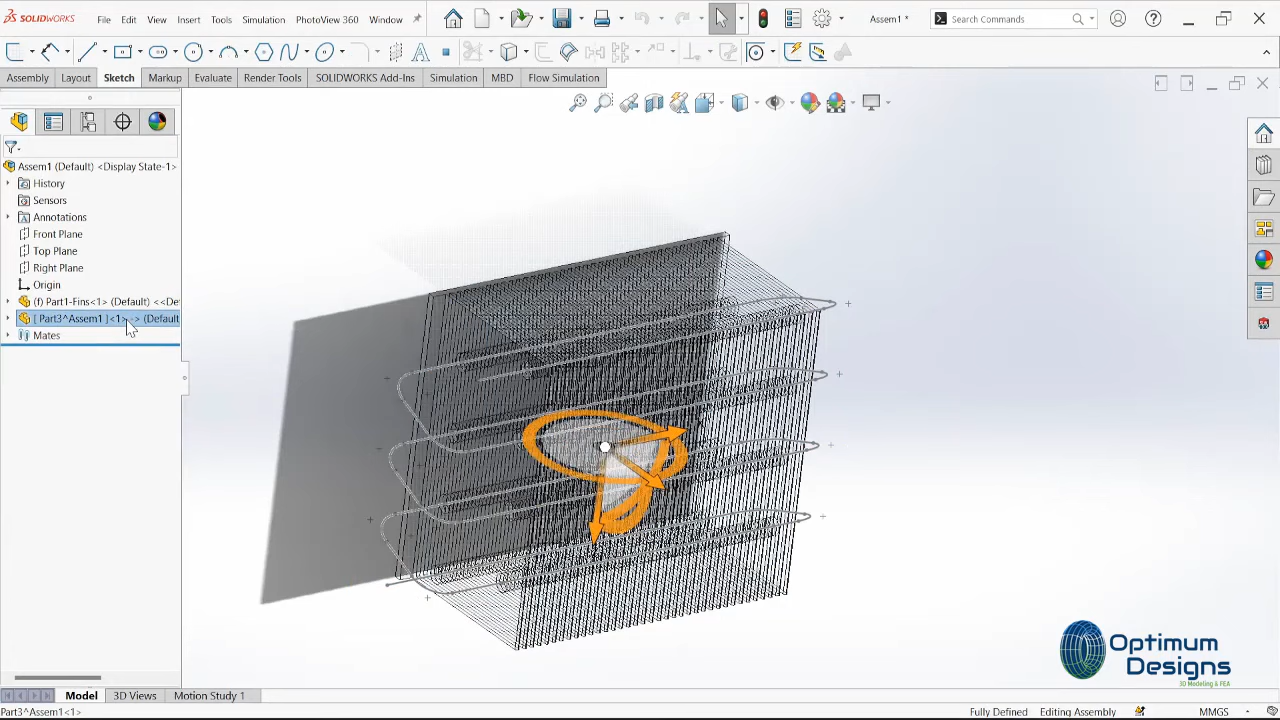 SOLIDWORKS File Edit View Insert Tools Simulation PhotoView 360 Window Assem1 * Search Commands
Assembly Layout Sketch Markup Evaluate Render Tools SOLIDWORKS Add-Ins Simulation MBD Flow Simulation
Assem1 (Default) <Display State-1>
History
Sensors
Annotations
Front Plane
Top Plane
Right Plane
Origin
(f) Part1-Fins<1> (Default) <<De
[ Part3^Assem1 ]<1> -> (Default
Mates
Optimum
Designs
3D Modeling & FEA
Model 3D Views Motion Study 1
Part3^Assem1<1> Fully Defined Editing Assembly MMGS